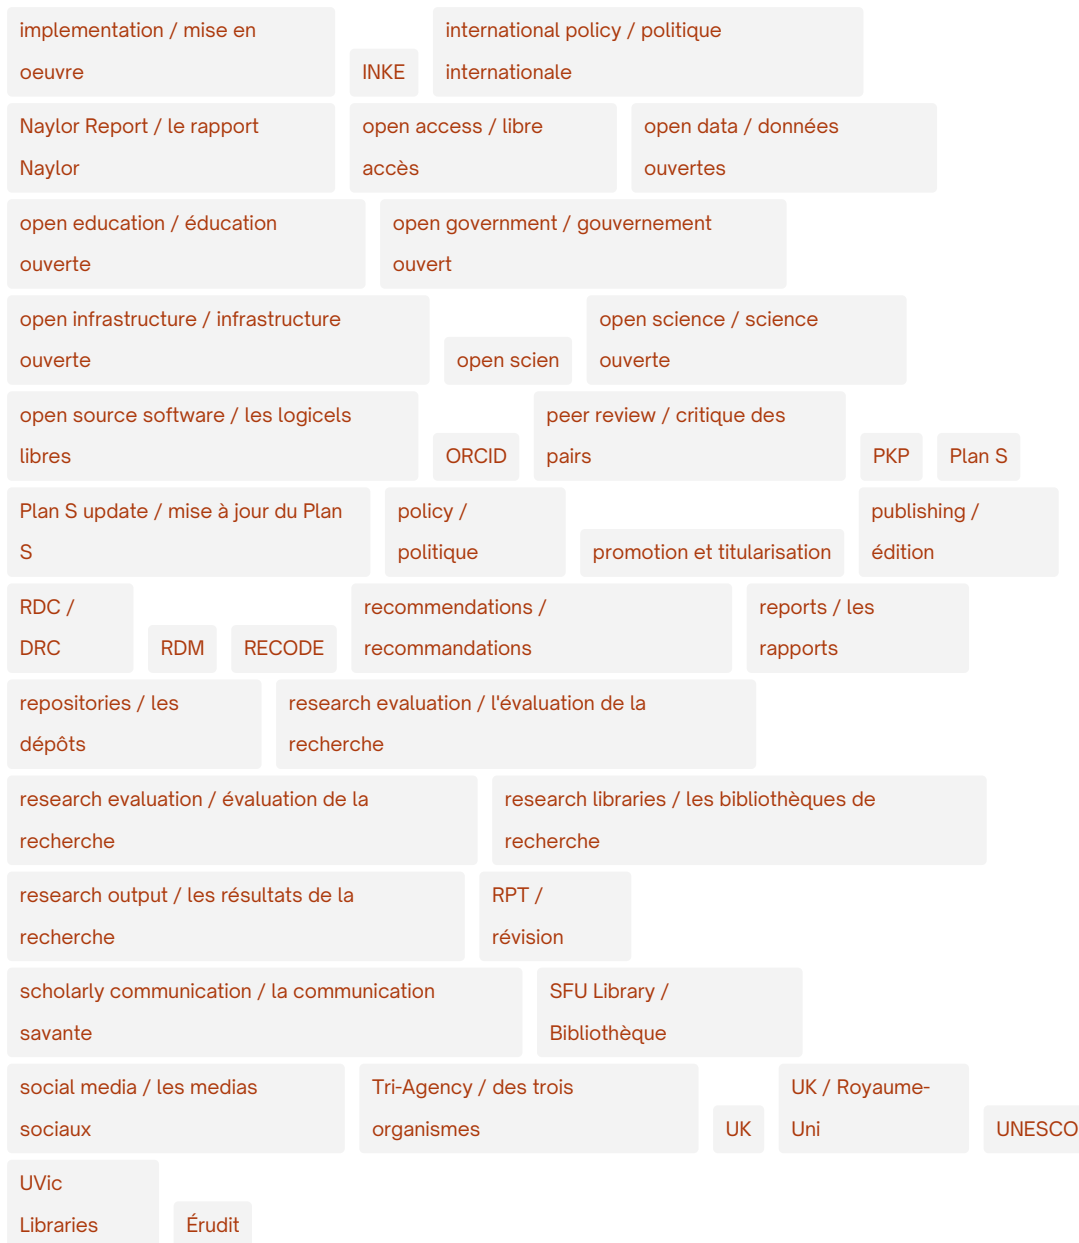 implementation / mise en
oeuvre
INKE
international policy / politique
internationale
Naylor Report / le rapport
Naylor
open access / libre
accès
open data / données
ouvertes
open education / éducation
ouverte
open government / gouvernement
ouvert
open infrastructure / infrastructure
ouverte
open scien
open science / science
ouverte
open source software / les logicels
libres
ORCID
peer review / critique des
pairs
PKP
Plan S
Plan S update / mise à jour du Plan
S
policy /
politique
promotion et titularisation
publishing /
édition
RDC /
DRC
RDM
RECODE
recommendations /
recommandations
reports / les
rapports
repositories / les
dépôts
research evaluation / l'évaluation de la
recherche
research evaluation / évaluation de la
recherche
research libraries / les bibliothèques de
recherche
research output / les résultats de la
recherche
RPT /
révision
scholarly communication / la communication
savante
SFU Library /
Bibliothèque
social media / les medias
sociaux
Tri-Agency / des trois
organismes
UK
UK / Royaume-
Uni
UNESCO
UVic
Libraries
Érudit